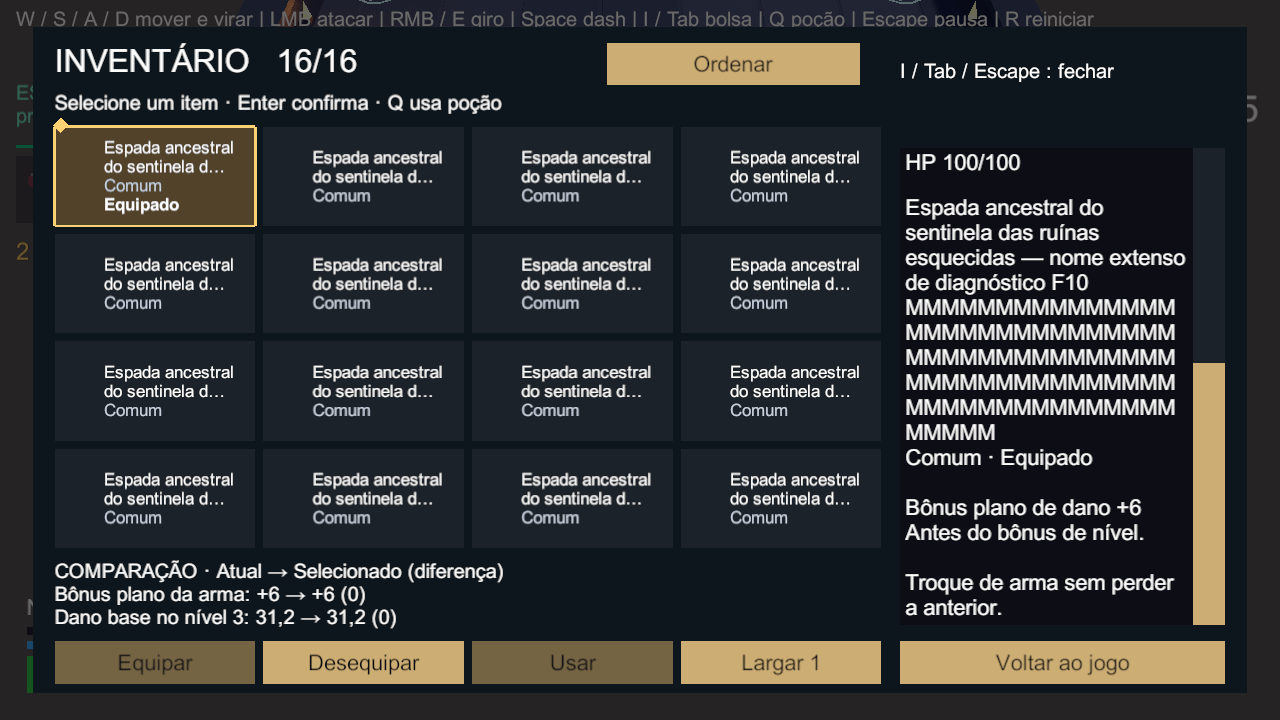 W / S / A / D mover e virar | LMB atacar | RMB / E giro | Space dash | I / Tab bolsa | Q poção | Escape pausa | R reiniciar
INVENTÁRIO 16/16
Ordenar
I / Tab / Escape : fechar
Selecione um item · Enter confirma · Q usa poção
Espada ancestral
do sentinela d…
Comum
Equipado
Espada ancestral
do sentinela d…
Comum
Espada ancestral
do sentinela d…
Comum
Espada ancestral
do sentinela d…
Comum
Espada ancestral
do sentinela d…
Comum
Espada ancestral
do sentinela d…
Comum
Espada ancestral
do sentinela d…
Comum
Espada ancestral
do sentinela d…
Comum
Espada ancestral
do sentinela d…
Comum
Espada ancestral
do sentinela d…
Comum
Espada ancestral
do sentinela d…
Comum
Espada ancestral
do sentinela d…
Comum
Espada ancestral
do sentinela d…
Comum
Espada ancestral
do sentinela d…
Comum
Espada ancestral
do sentinela d…
Comum
Espada ancestral
do sentinela d…
Comum
HP 100/100
Espada ancestral do
sentinela das ruínas
esquecidas — nome extenso
de diagnóstico F10
MMMMMMMMMMMMMMM
MMMMMMMMMMMMMMM
MMMMMMMMMMMMMMM
MMMMMMMMMMMMMMM
MMMMMMMMMMMMMMM
MMMMM
Comum · Equipado
Bônus plano de dano +6
Antes do bônus de nível.
Troque de arma sem perder
a anterior.
COMPARAÇÃO · Atual → Selecionado (diferença)
Bônus plano da arma: +6 → +6 (0)
Dano base no nível 3: 31,2 → 31,2 (0)
Equipar
Desequipar
Usar
Largar 1
Voltar ao jogo